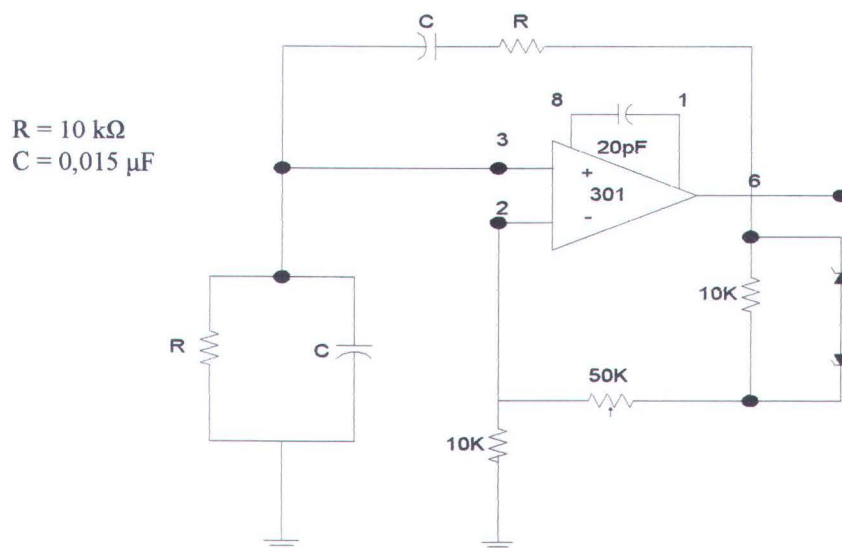 C
R
R = 10 kΩ
C = 0,015 μF
8
1
3
20pF
+
301
6
2
-
10K
R
C
50K
10K